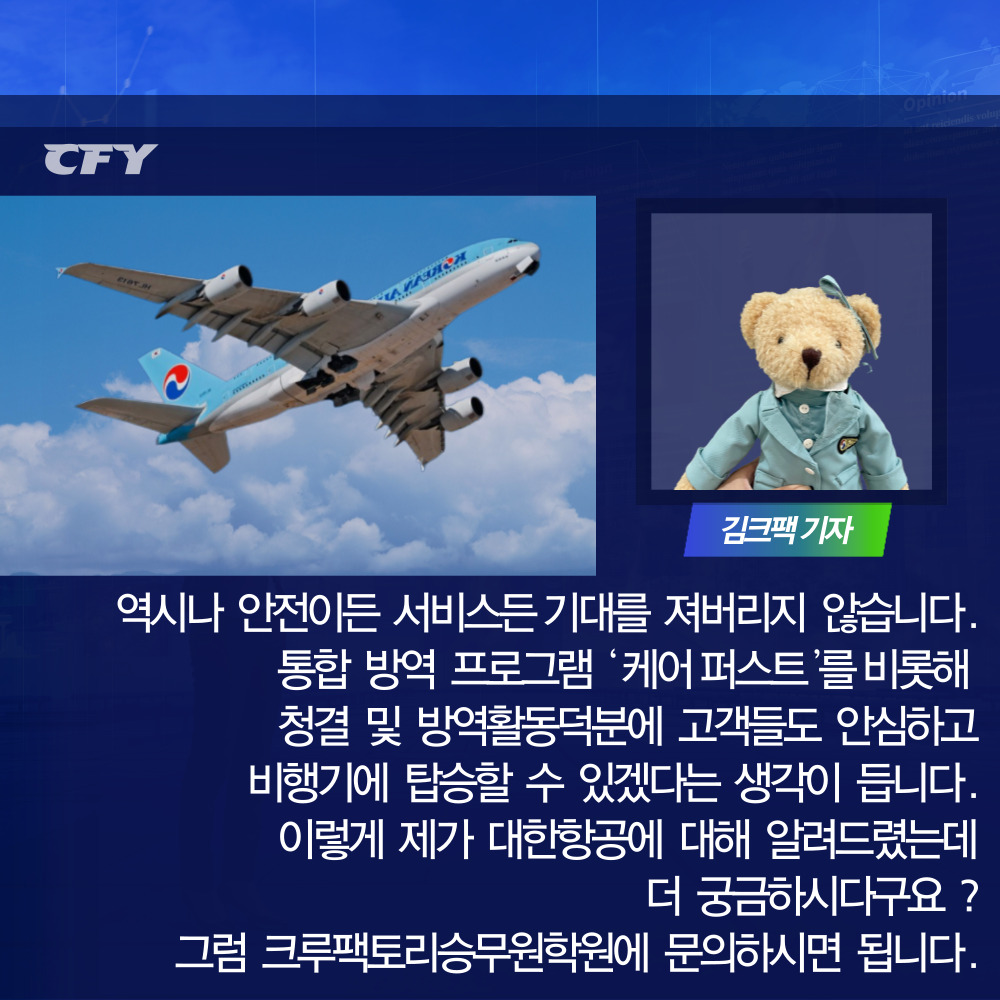 Opinion
CFY
KOREAN AIR
김크팩 기자
역시나 안전이든 서비스든 기대를 져버리지 않습니다.
통합 방역 프로그램 ‘케어 퍼스트’를 비롯해
청결 및 방역활동덕분에 고객들도 안심하고
비행기에 탑승할 수 있겠다는 생각이 듭니다.
이렇게 제가 대한항공에 대해 알려드렸는데
더 궁금하시다구요 ?
그럼 크루팩토리승무원학원에 문의하시면 됩니다.